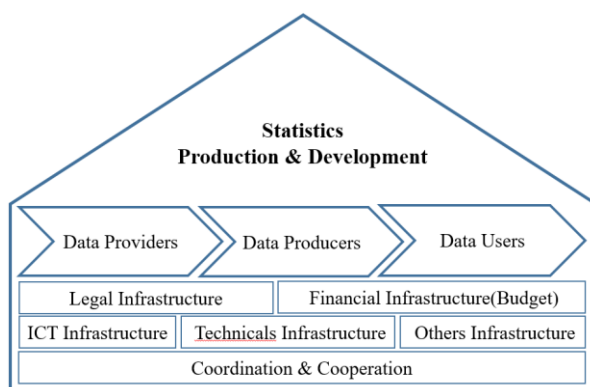 Statistics
Production & Development
Data Providers
Data Producers
Data Users
Legal Infrastructure
Financial Infrastructure(Budget)
ICT Infrastructure
Technicals Infrastructure
Others Infrastructure
Coordination & Cooperation